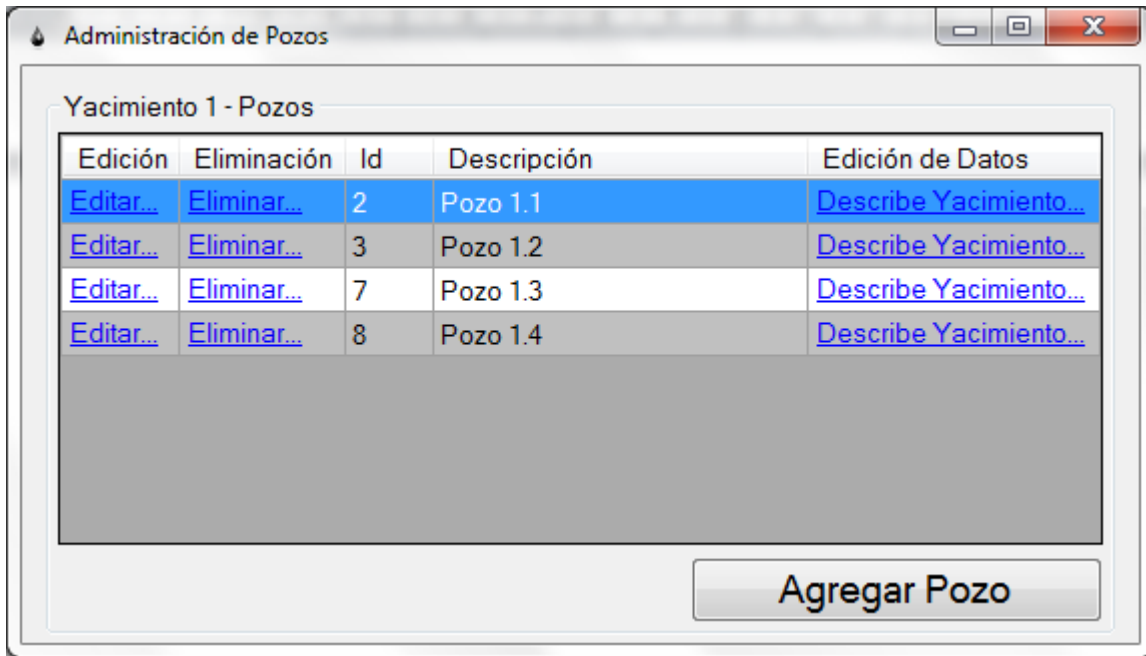 Administración de Pozos
Yacimiento 1 - Pozos
Edición Eliminación Id Descripción Edición de Datos
Editar... Eliminar... 2 Pozo 1.1 Describe Yacimiento...
Editar... Eliminar... 3 Pozo 1.2 Describe Yacimiento...
Editar... Eliminar... 7 Pozo 1.3 Describe Yacimiento...
Editar... Eliminar... 8 Pozo 1.4 Describe Yacimiento...
Agregar Pozo